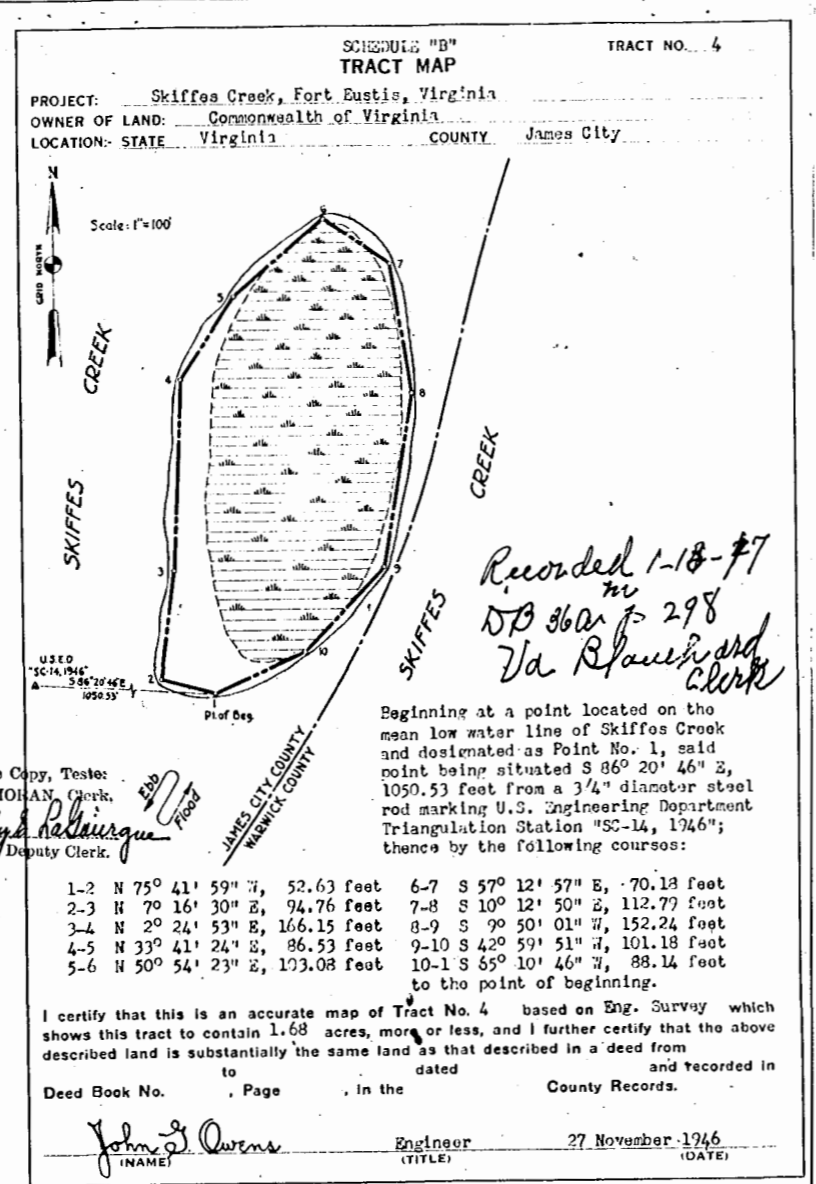 SCHEDULE "B"
TRACT NO. 4
TRACT MAP
PROJECT: Skiffes Creek, Fort Eustis, Virginia
OWNER OF LAND: Commonwealth of Virginia
LOCATION:- STATE Virginia COUNTY James City
N
GRID NORTH
Scale: 1"=100'
6
7
5
4
8
3
9
10
2
1
SKIFFES CREEK
SKIFFES CREEK
U.S.E.D
"SC-14, 1946"
S 86° 20' 46" E
1050.53'
Pt. of Beg.
Ebb
Flood
JAMES CITY COUNTY
WARWICK COUNTY
Recorded 1-18-47
in
DB 36 p 298
Va Blanchard
Clerk
Copy, Teste:
Clerk,
Deputy Clerk.
Beginning at a point located on the
mean low water line of Skiffes Creek
and designated as Point No. 1, said
point being situated S 86° 20' 46" E,
1050.53 feet from a 3/4" diameter steel
rod marking U.S. Engineering Department
Triangulation Station "SC-14, 1946";
thence by the following courses:
1-2 N 75° 41' 59" W, 52.63 feet 6-7 S 57° 12' 57" E, 70.18 feet
2-3 N 7° 16' 30" E, 94.76 feet 7-8 S 10° 12' 50" E, 112.79 feet
3-4 N 2° 24' 53" E, 166.15 feet 8-9 S 9° 50' 01" W, 152.24 feet
4-5 N 33° 41' 24" E, 86.53 feet 9-10 S 42° 59' 51" W, 101.18 feet
5-6 N 50° 54' 23" E, 103.08 feet 10-1 S 65° 10' 46" W, 88.14 feet
to the point of beginning.
I certify that this is an accurate map of Tract No. 4 based on Eng. Survey which
shows this tract to contain 1.68 acres, more or less, and I further certify that the above
described land is substantially the same land as that described in a deed from
to dated and recorded in
Deed Book No. , Page , in the County Records.
John G. Owens Engineer 27 November 1946
(NAME) (TITLE) (DATE)